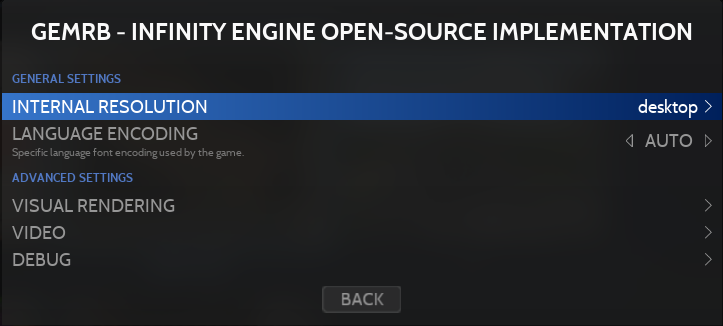 GEMRB - INFINITY ENGINE OPEN-SOURCE IMPLEMENTATION
GENERAL SETTINGS
INTERNAL RESOLUTION desktop
LANGUAGE ENCODING AUTO
Specific language font encoding used by the game.
ADVANCED SETTINGS
VISUAL RENDERING
VIDEO
DEBUG
BACK